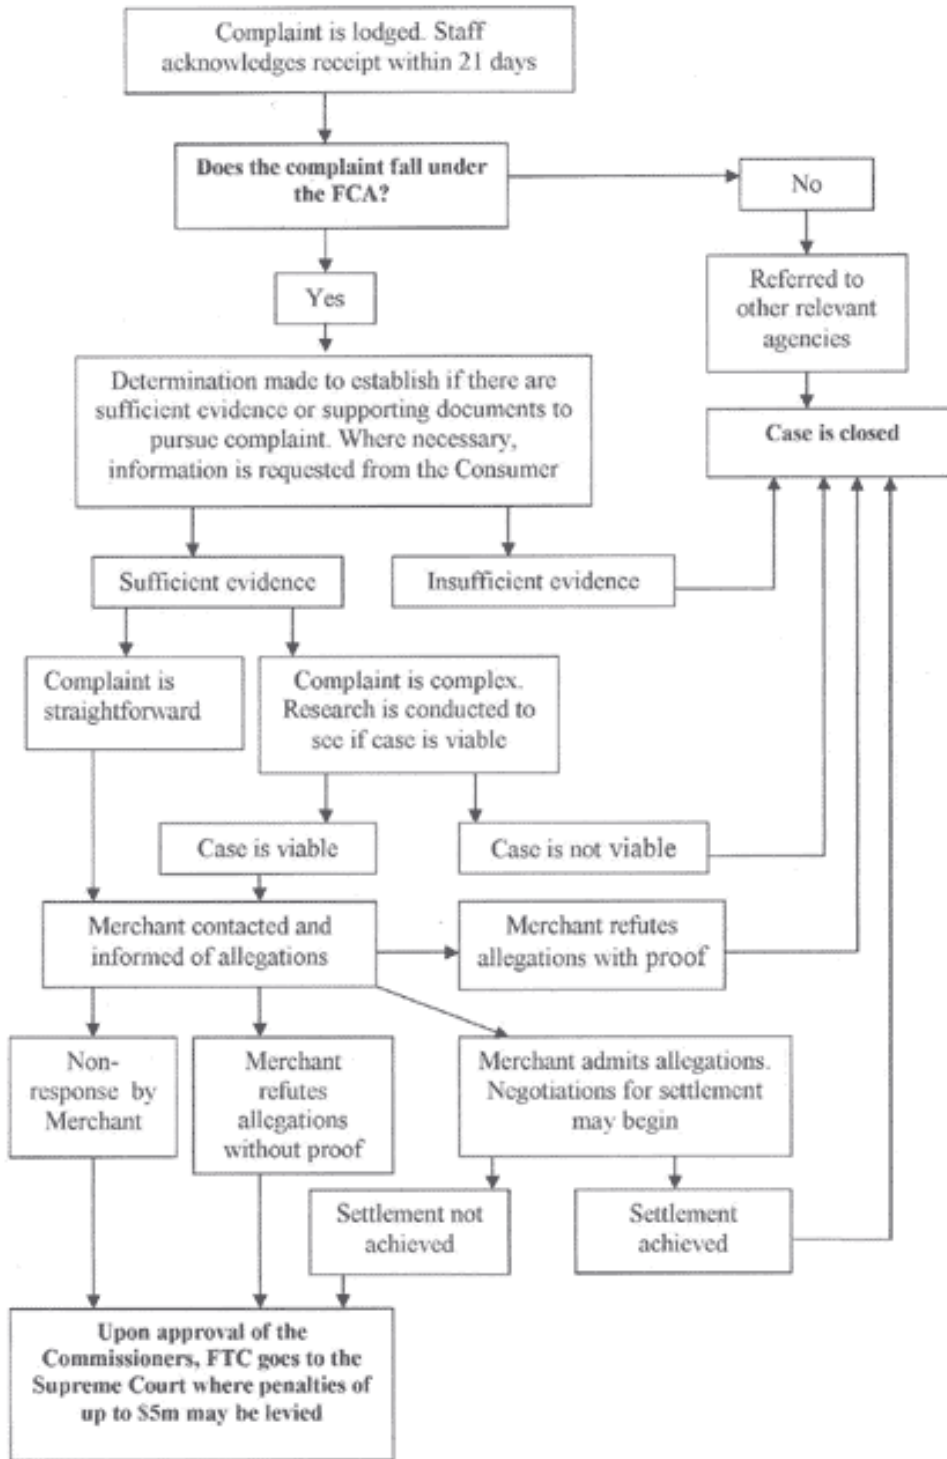 Complaint is lodged. Staff
acknowledges receipt within 21 days
Does the complaint fall under
the FCA?
No
Yes
Referred to
other relevant
agencies
Determination made to establish if there are
sufficient evidence or supporting documents to
pursue complaint. Where necessary,
information is requested from the Consumer
Case is closed
Sufficient evidence
Insufficient evidence
Complaint is
straightforward
Complaint is complex.
Research is conducted to
see if case is viable
Case is viable
Case is not viable
Merchant contacted and
informed of allegations
Merchant refutes
allegations with proof
Non-
response by
Merchant
Merchant
refutes
allegations
without proof
Merchant admits allegations.
Negotiations for settlement
may begin
Settlement not
achieved
Settlement
achieved
Upon approval of the
Commissioners, FTC goes to the
Supreme Court where penalties of
up to $5m may be levied